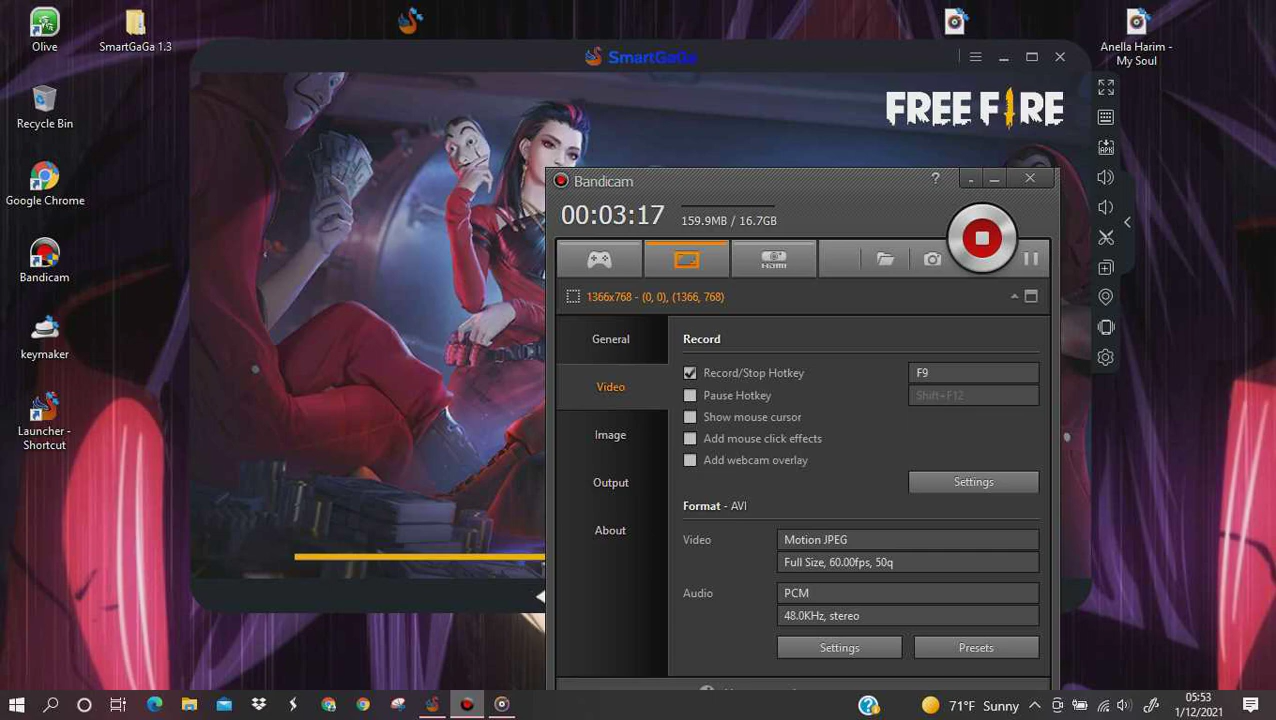 Olive
SmartGaGa 1.3
Anella Harim -
My Soul
SmartGaGa
Recycle Bin
Google Chrome
Bandicam
keymaker
Launcher -
Shortcut
FREE FIRE
APK
Bandicam
?
00:03:17
159.9MB / 16.7GB
HDMI
1366x768 - (0, 0), (1366, 768)
General
Video
Image
Output
About
Record
Record/Stop Hotkey
F9
Pause Hotkey
Shift+F12
Show mouse cursor
Add mouse click effects
Add webcam overlay
Settings
Format - AVI
Video
Motion JPEG
Full Size, 60.00fps, 50q
Audio
PCM
48.0KHz, stereo
Settings
Presets
71°F Sunny
05:53
1/12/2021